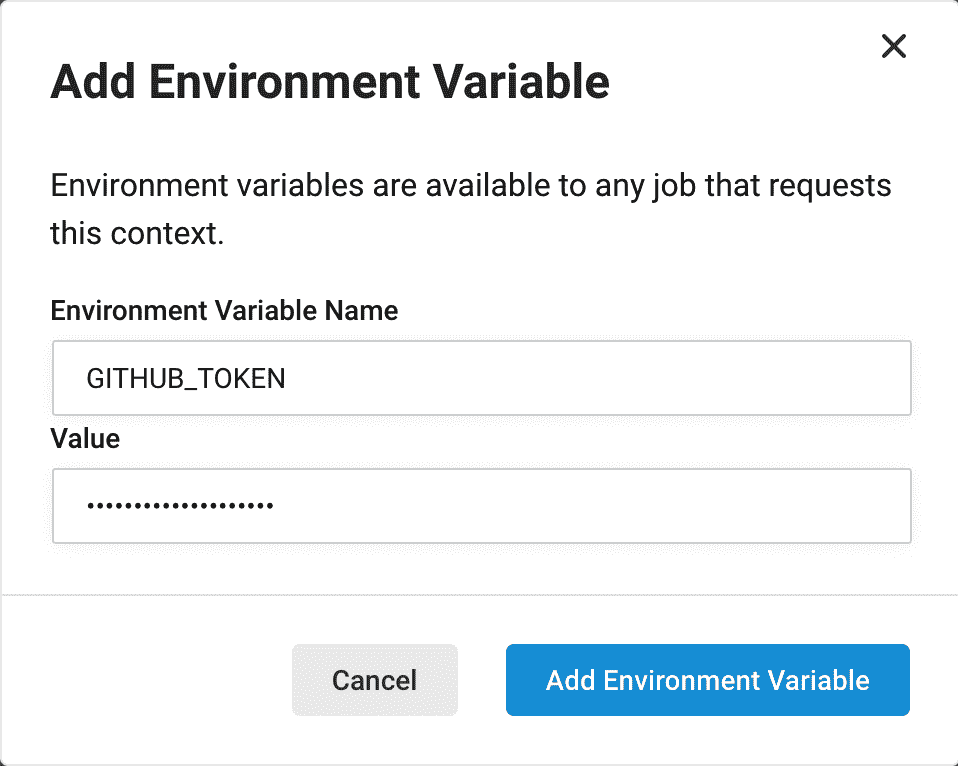 Add Environment Variable
Environment variables are available to any job that requests
this context.
Environment Variable Name
GITHUB_TOKEN
Value
••••••••••••••••••••
Cancel
Add Environment Variable